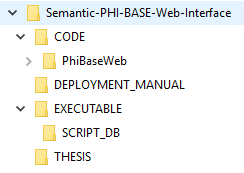 Semantic-PHI-BASE-Web-Interface
CODE
PhiBaseWeb
DEPLOYMENT_MANUAL
EXECUTABLE
SCRIPT_DB
THESIS